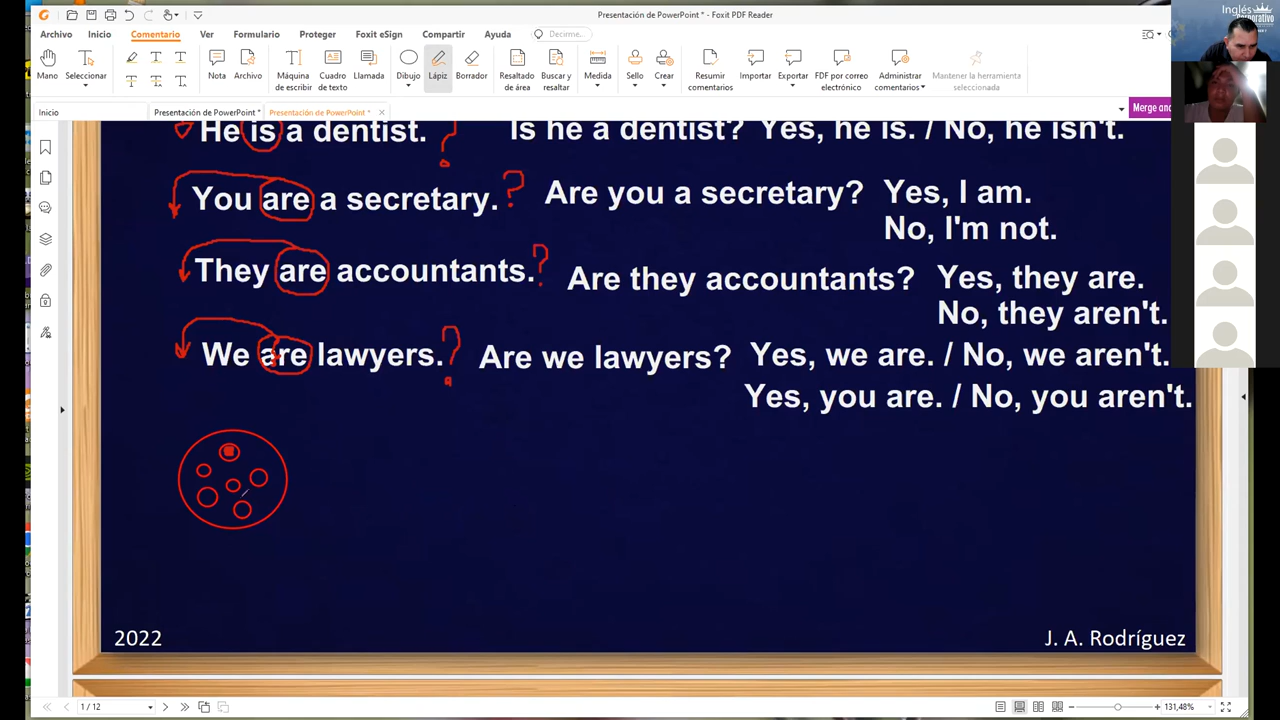 Presentación de PowerPoint * - Foxit PDF Reader
Archivo Inicio Comentario Ver Formulario Proteger Foxit eSign Compartir Ayuda Decirme...
Mano Seleccionar Nota Archivo Máquina de escribir Cuadro de texto Llamada Dibujo Lápiz Borrador Resaltado de área Buscar y resaltar Medida Sello Crear Resumir comentarios Importar Exportar FDF por correo electrónico Administrar comentarios Mantener la herramienta seleccionada
Inicio Presentación de PowerPoint * Presentación de PowerPoint *
Merge and
Inglés
Corporativo
He is a dentist. ? Is he a dentist? Yes, he is. / No, he isn't.
You are a secretary. ? Are you a secretary? Yes, I am.
No, I'm not.
They are accountants. ? Are they accountants? Yes, they are.
No, they aren't.
We are lawyers. ? Are we lawyers? Yes, we are. / No, we aren't.
Yes, you are. / No, you aren't.
2022 J. A. Rodríguez
1 / 12 131,48%